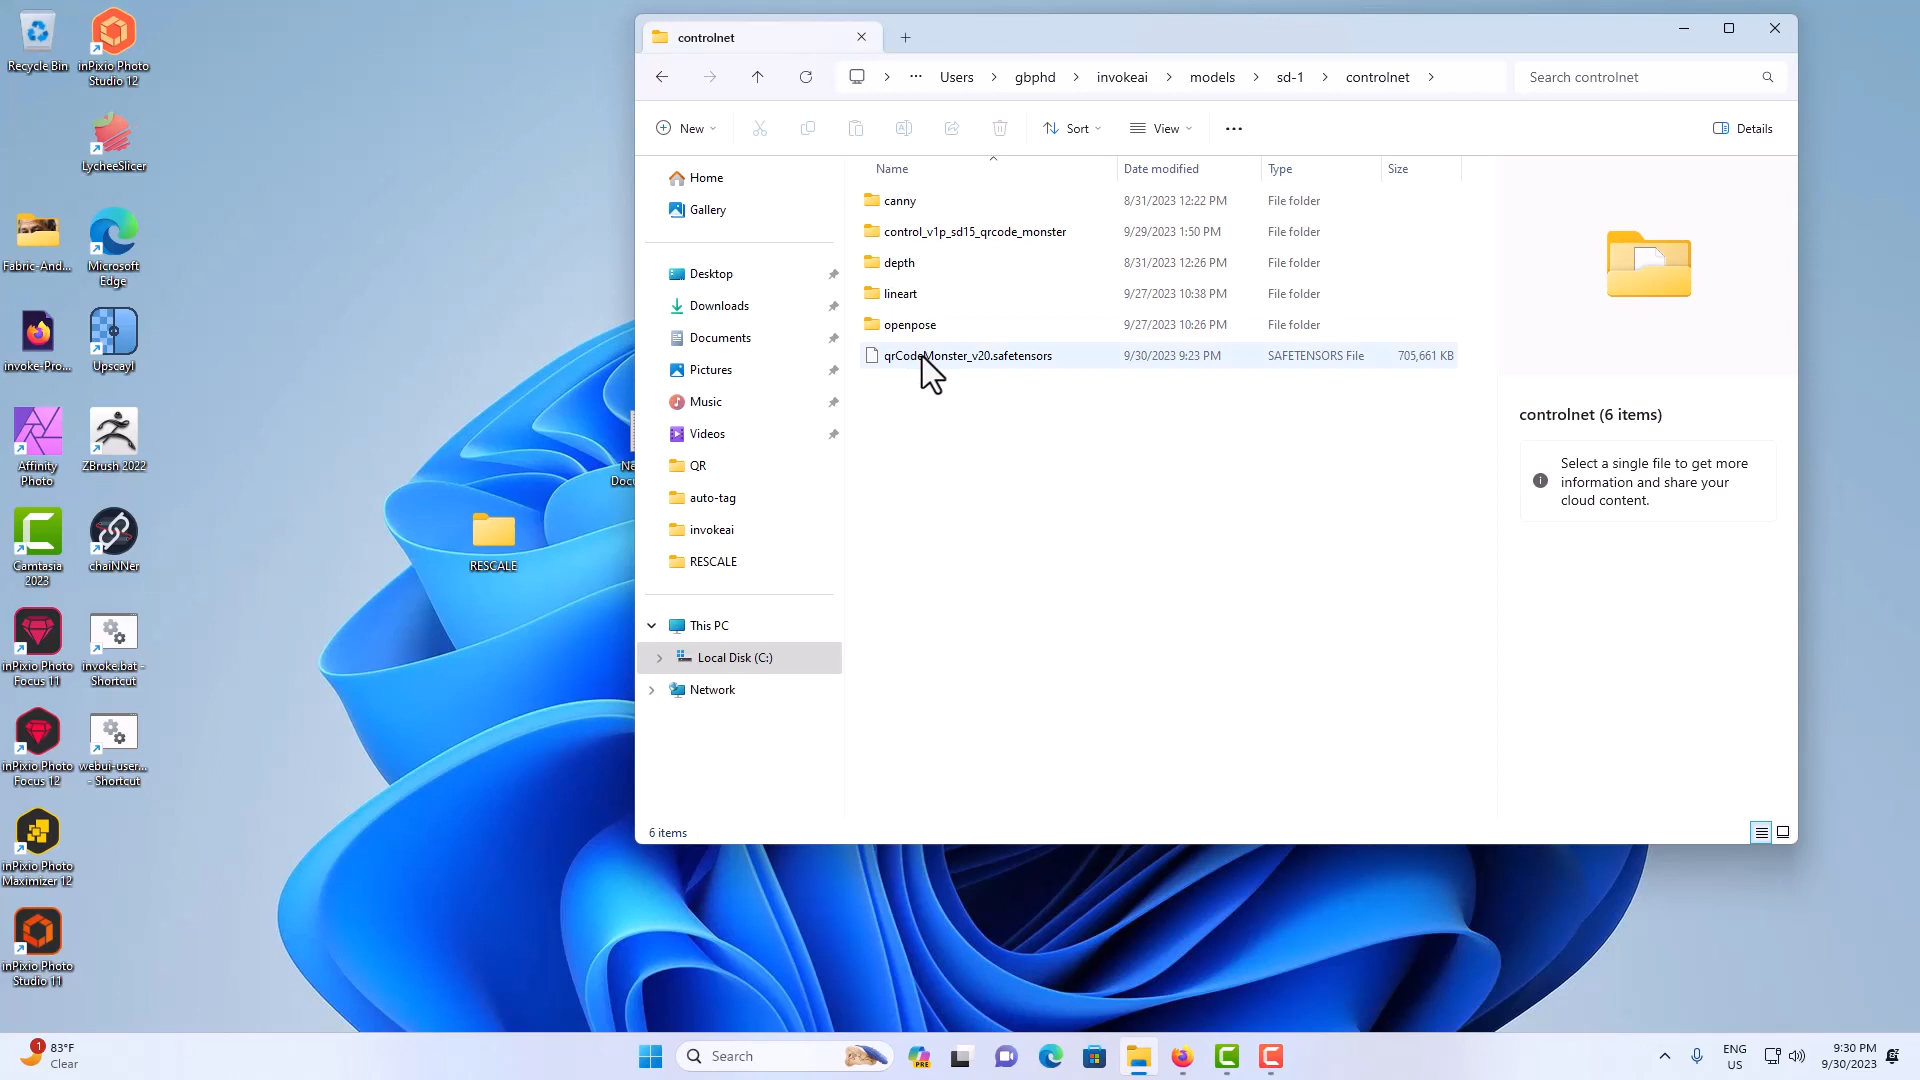 Recycle Bin
inPixio Photo
Studio 12
LycheeSlicer
Fabric-And...
Microsoft
Edge
invoke-Pro...
Upscayl
Affinity
Photo
ZBrush 2022
Camtasia
2023
chaiNNer
inPixio Photo
Focus 11
invoke.bat -
Shortcut
inPixio Photo
Focus 12
webui-user...
- Shortcut
inPixio Photo
Maximizer 12
inPixio Photo
Studio 11
RESCALE
controlnet
Users
gbphd
invokeai
models
sd-1
controlnet
Search controlnet
New
Sort
View
Details
Home
Gallery
Desktop
Downloads
Documents
Pictures
Music
Videos
QR
auto-tag
invokeai
RESCALE
This PC
Local Disk (C:)
Network
Name Date modified Type Size
canny 8/31/2023 12:22 PM File folder
control_v1p_sd15_qrcode_monster 9/29/2023 1:50 PM File folder
depth 8/31/2023 12:26 PM File folder
lineart 9/27/2023 10:38 PM File folder
openpose 9/27/2023 10:26 PM File folder
qrCodeMonster_v20.safetensors 9/30/2023 9:23 PM SAFETENSORS File 705,661 KB
controlnet (6 items)
Select a single file to get more
information and share your
cloud content.
6 items
1
83°F
Clear
Search
PRE
ENG
US
9:30 PM
9/30/2023